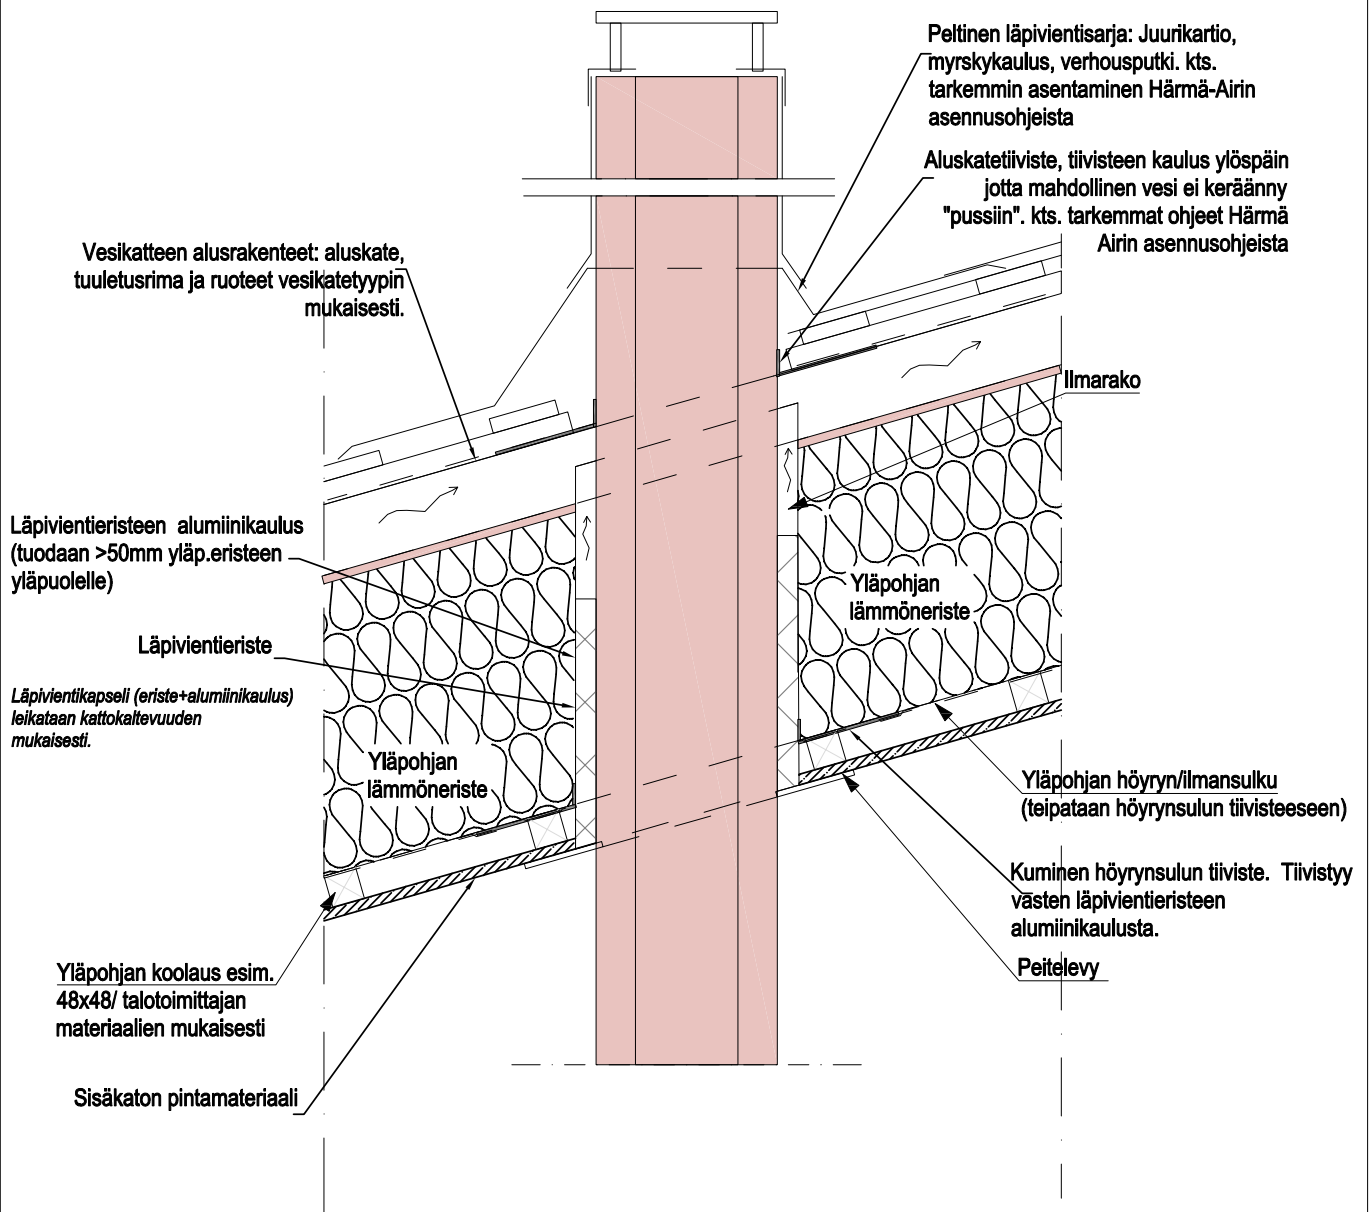 Peltinen läpivientisarja: Juurikartio,
myrskykaulus, verhousputki. kts.
tarkemmin asentaminen Härmä-Airin
asennusohjeista
Aluskatetiiviste, tiivisteen kaulus ylöspäin
jotta mahdollinen vesi ei keräänny
"pussiin". kts. tarkemmat ohjeet Härmä
Airin asennusohjeista
Vesikatteen alusrakenteet: aluskate,
tuuletusrima ja ruoteet vesikatetyypin
mukaisesti.
Ilmarako
Läpivientieristeen alumiinikaulus
(tuodaan >50mm yläp.eristeen
yläpuolelle)
Yläpohjan
lämmöneriste
Läpivientieriste
Läpivientikapseli (eriste+alumiinikaulus)
leikataan kattokaltevuuden
mukaisesti.
Yläpohjan
lämmöneriste
Yläpohjan höyryn/ilmansulku
(teipataan höyrynsulun tiivisteeseen)
Kuminen höyrynsulun tiiviste. Tiivistyy
vasten läpivientieristeen
alumiinikaulusta.
Peitelevy
Yläpohjan koolaus esim.
48x48/ talotoimittajan
materiaalien mukaisesti
Sisäkaton pintamateriaali